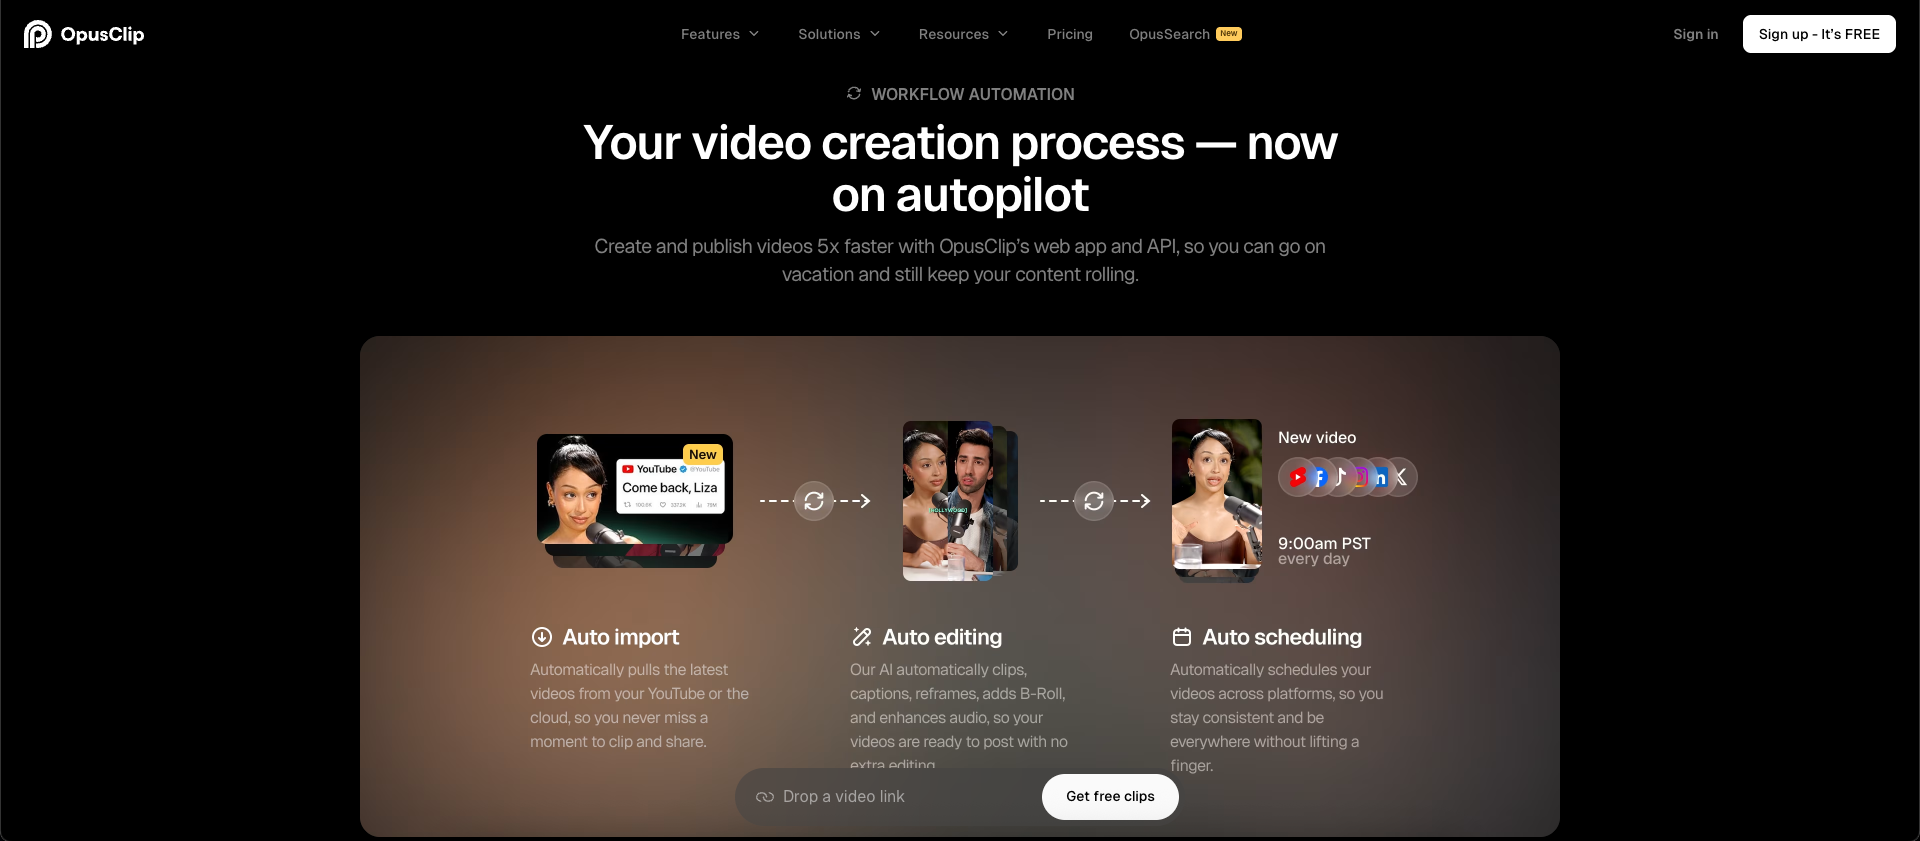 OpusClip
Features
Solutions
Resources
Pricing
OpusSearch New
Sign in
Sign up - It's FREE
WORKFLOW AUTOMATION
Your video creation process — now
on autopilot
Create and publish videos 5x faster with OpusClip's web app and API, so you can go on
vacation and still keep your content rolling.
New
YouTube @YouTube
Come back, Liza
[HOLLYWOOD]
New video
9:00am PST
every day
Auto import
Automatically pulls the latest
videos from your YouTube or the
cloud, so you never miss a
moment to clip and share.
Auto editing
Our AI automatically clips,
captions, reframes, adds B-Roll,
and enhances audio, so your
videos are ready to post with no
extra editing
Auto scheduling
Automatically schedules your
videos across platforms, so you
stay consistent and be
everywhere without lifting a
finger.
Drop a video link
Get free clips